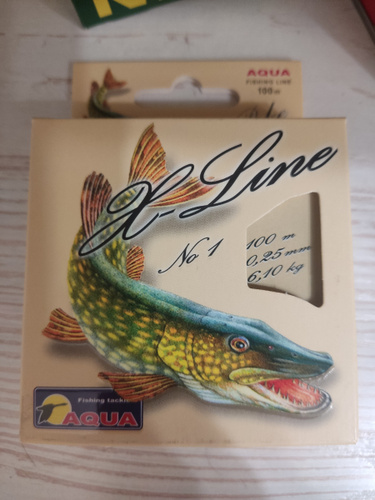 AQUA
FISHING LINE
100 m
X-Line
No 1
100 m
0,25 mm
6,10 kg
Fishing tackle
AQUA